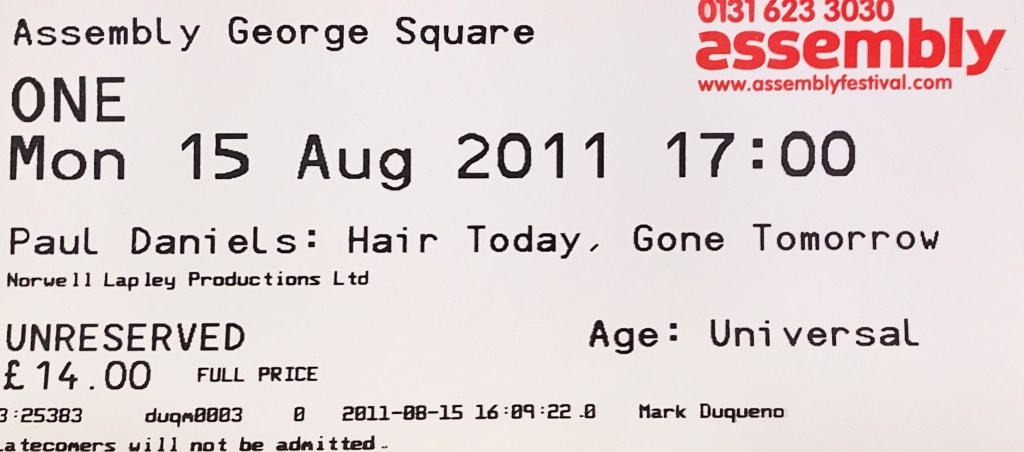 0131 623 3030
Assembly George Square
assembly
www.assemblyfestival.com
ONE
Mon 15 Aug 2011 17:00
Paul Daniels: Hair Today, Gone Tomorrow
Norwell Lapley Productions Ltd
UNRESERVED Age: Universal
£14.00 FULL PRICE
3:25383 duqm0003 0 2011-08-15 16:09:22.0 Mark Duqueno
atecomers will not be admitted.